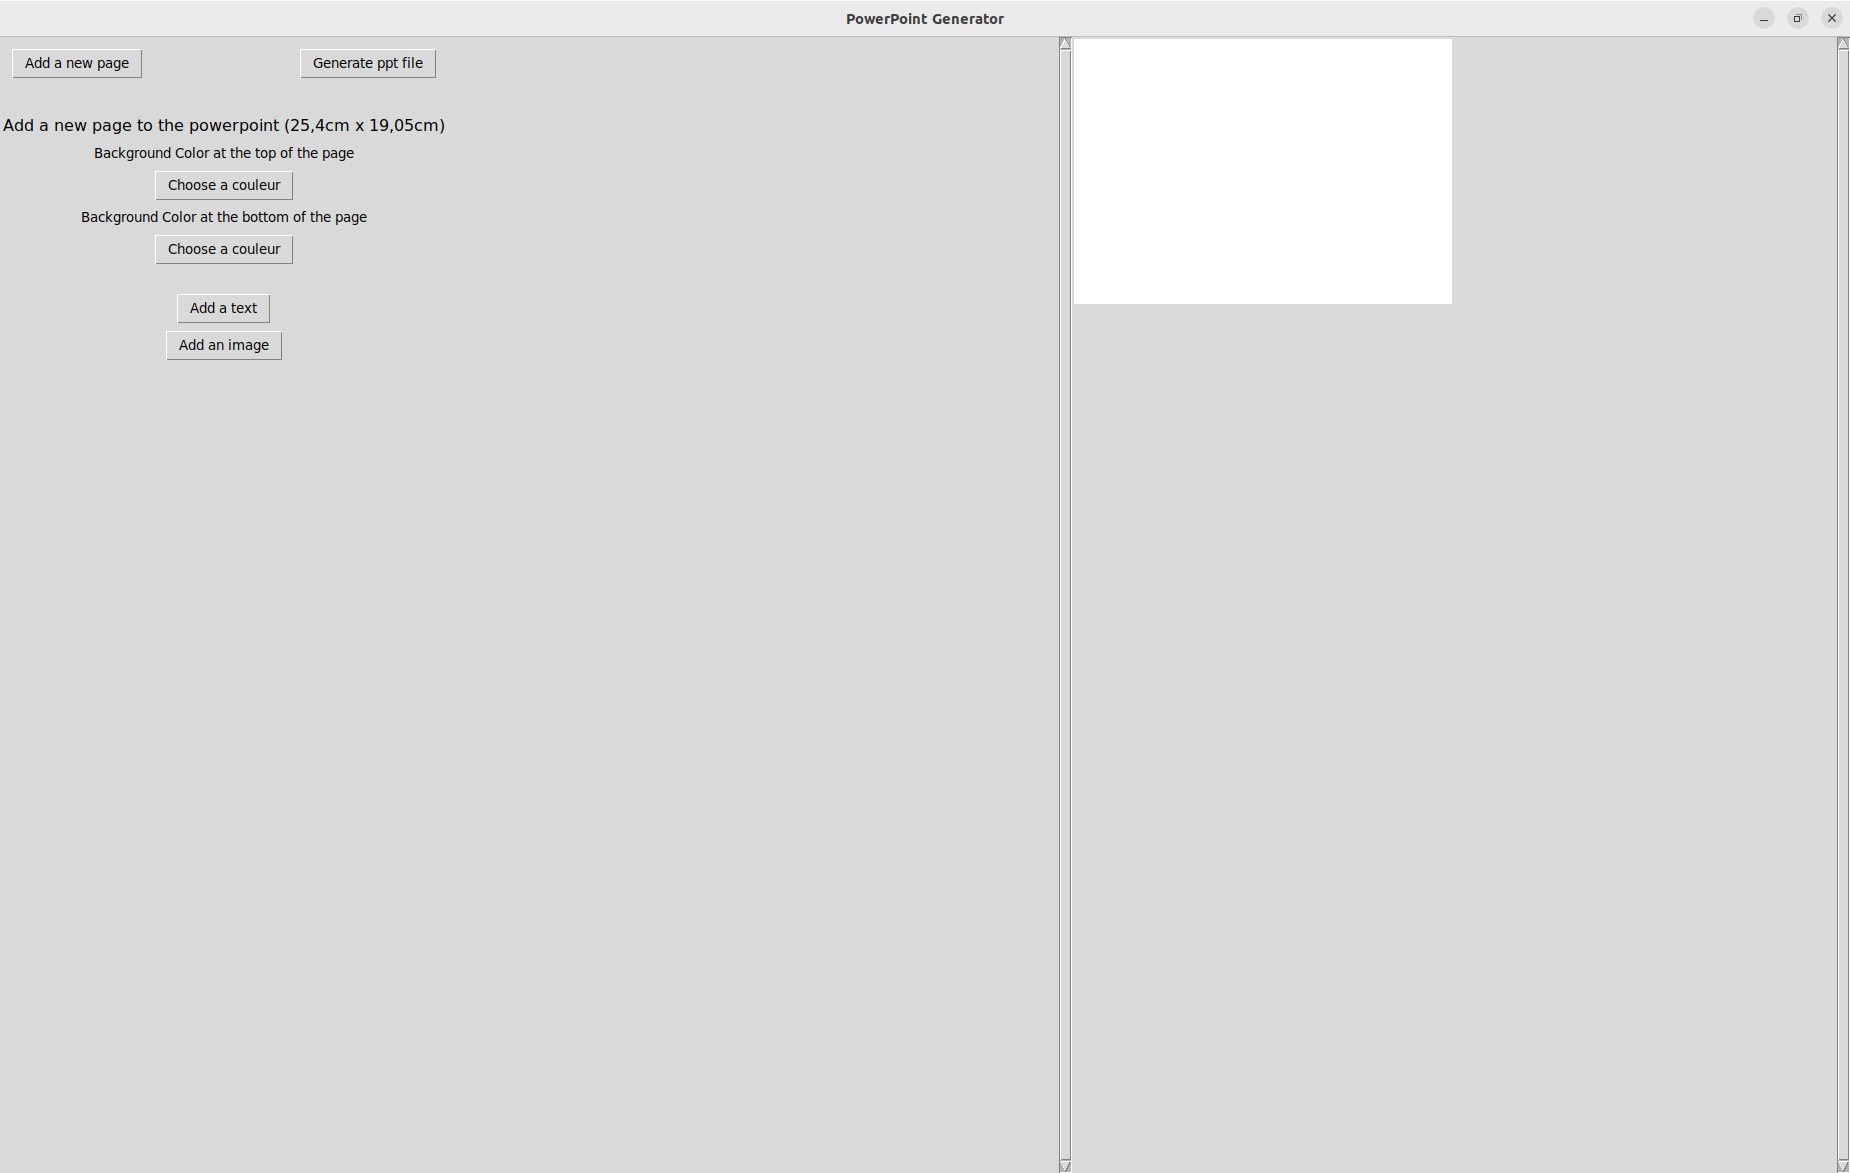 PowerPoint Generator
Add a new page
Generate ppt file
Add a new page to the powerpoint (25,4cm x 19,05cm)
Background Color at the top of the page
Choose a couleur
Background Color at the bottom of the page
Choose a couleur
Add a text
Add an image